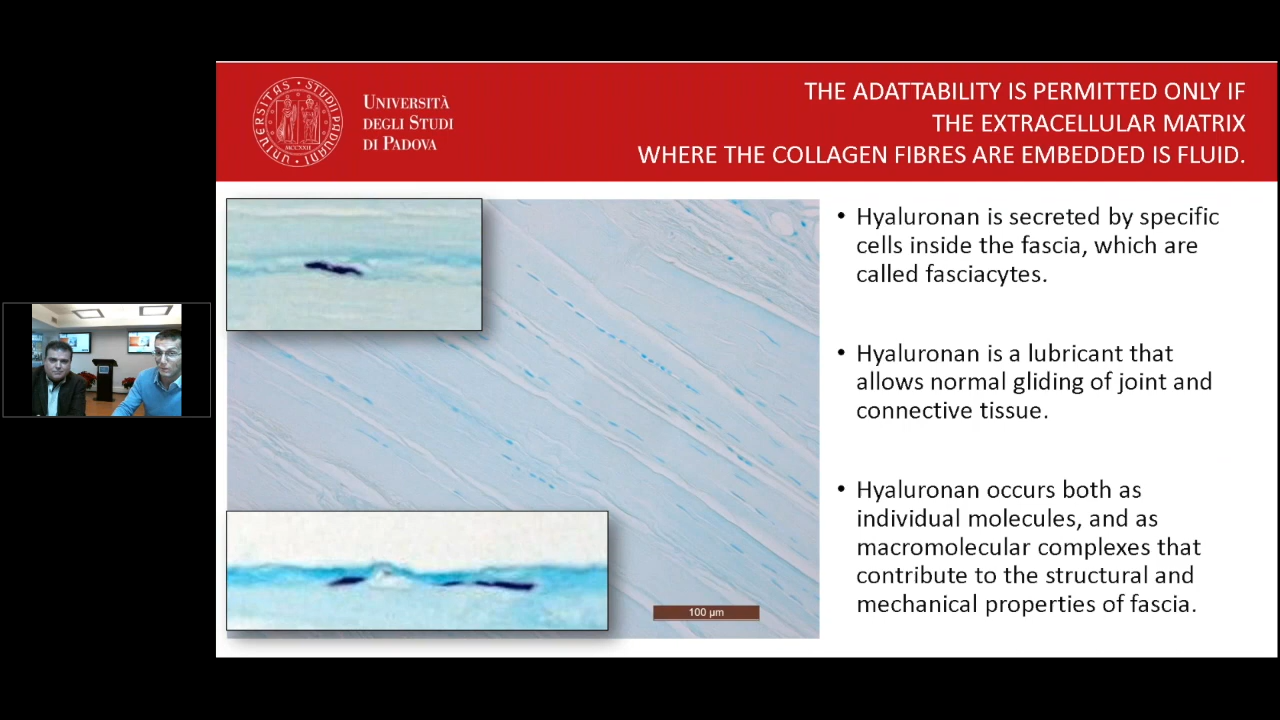 UNIVERSITÀ
DEGLI STUDI
DI PADOVA
THE ADATTABILITY IS PERMITTED ONLY IF
THE EXTRACELLULAR MATRIX
WHERE THE COLLAGEN FIBRES ARE EMBEDDED IS FLUID.
• Hyaluronan is secreted by specific
cells inside the fascia, which are
called fasciacytes.
• Hyaluronan is a lubricant that
allows normal gliding of joint and
connective tissue.
• Hyaluronan occurs both as
individual molecules, and as
macromolecular complexes that
contribute to the structural and
mechanical properties of fascia.
100 µm